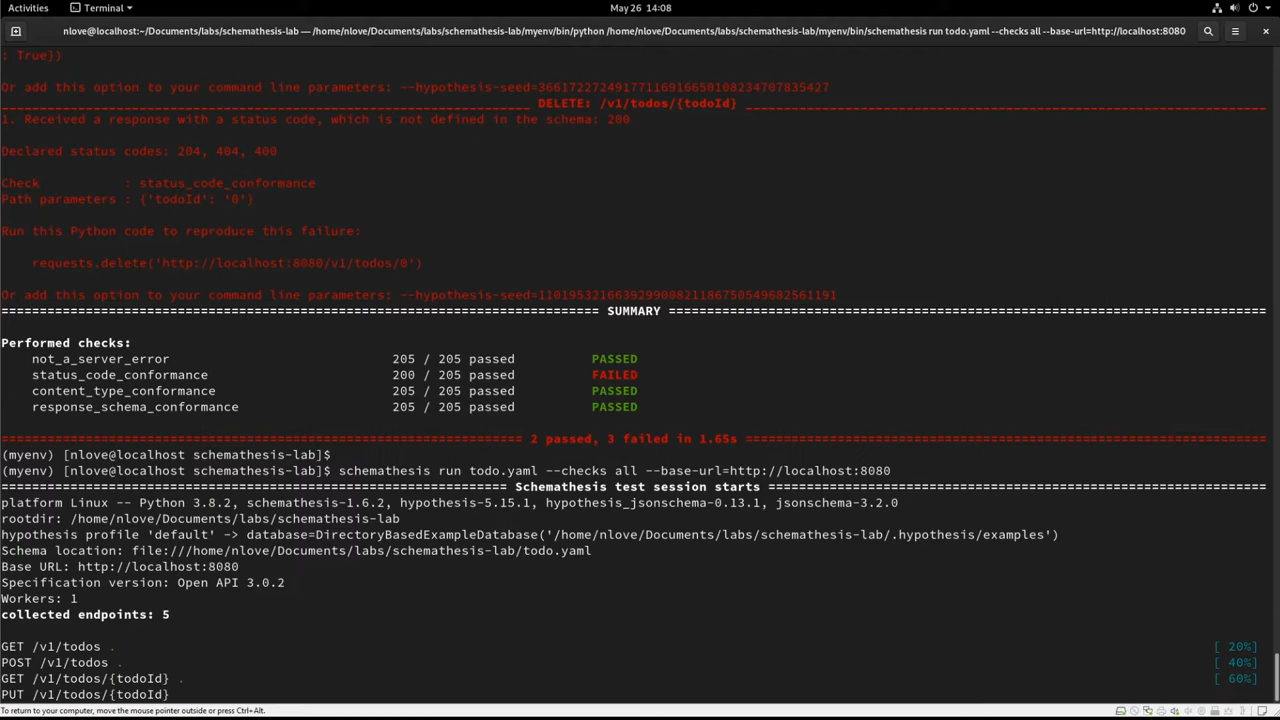 Activities
Terminal
May 26 14:08
nlove@localhost:~/Documents/labs/schemathesis-lab — /home/nlove/Documents/labs/schemathesis-lab/myenv/bin/python /home/nlove/Documents/labs/schemathesis-lab/myenv/bin/schemathesis run todo.yaml --checks all --base-url=http://localhost:8080
: True})
Or add this option to your command line parameters: --hypothesis-seed=36617227249177116916650108234707835427
DELETE: /v1/todos/{todoId}
1. Received a response with a status code, which is not defined in the schema: 200
Declared status codes: 204, 404, 400
Check : status_code_conformance
Path parameters : {'todoId': '0'}
Run this Python code to reproduce this failure:
requests.delete('http://localhost:8080/v1/todos/0')
Or add this option to your command line parameters: --hypothesis-seed=110195321663929900821186750549682561191
SUMMARY
Performed checks:
not_a_server_error 205 / 205 passed PASSED
status_code_conformance 200 / 205 passed FAILED
content_type_conformance 205 / 205 passed PASSED
response_schema_conformance 205 / 205 passed PASSED
2 passed, 3 failed in 1.65s
(myenv) [nlove@localhost schemathesis-lab]$
(myenv) [nlove@localhost schemathesis-lab]$ schemathesis run todo.yaml --checks all --base-url=http://localhost:8080
Schemathesis test session starts
platform Linux -- Python 3.8.2, schemathesis-1.6.2, hypothesis-5.15.1, hypothesis_jsonschema-0.13.1, jsonschema-3.2.0
rootdir: /home/nlove/Documents/labs/schemathesis-lab
hypothesis profile 'default' -> database=DirectoryBasedExampleDatabase('/home/nlove/Documents/labs/schemathesis-lab/.hypothesis/examples')
Schema location: file:///home/nlove/Documents/labs/schemathesis-lab/todo.yaml
Base URL: http://localhost:8080
Specification version: Open API 3.0.2
Workers: 1
collected endpoints: 5
GET /v1/todos . [ 20%]
POST /v1/todos . [ 40%]
GET /v1/todos/{todoId} . [ 60%]
PUT /v1/todos/{todoId}
To return to your computer, move the mouse pointer outside or press Ctrl+Alt.